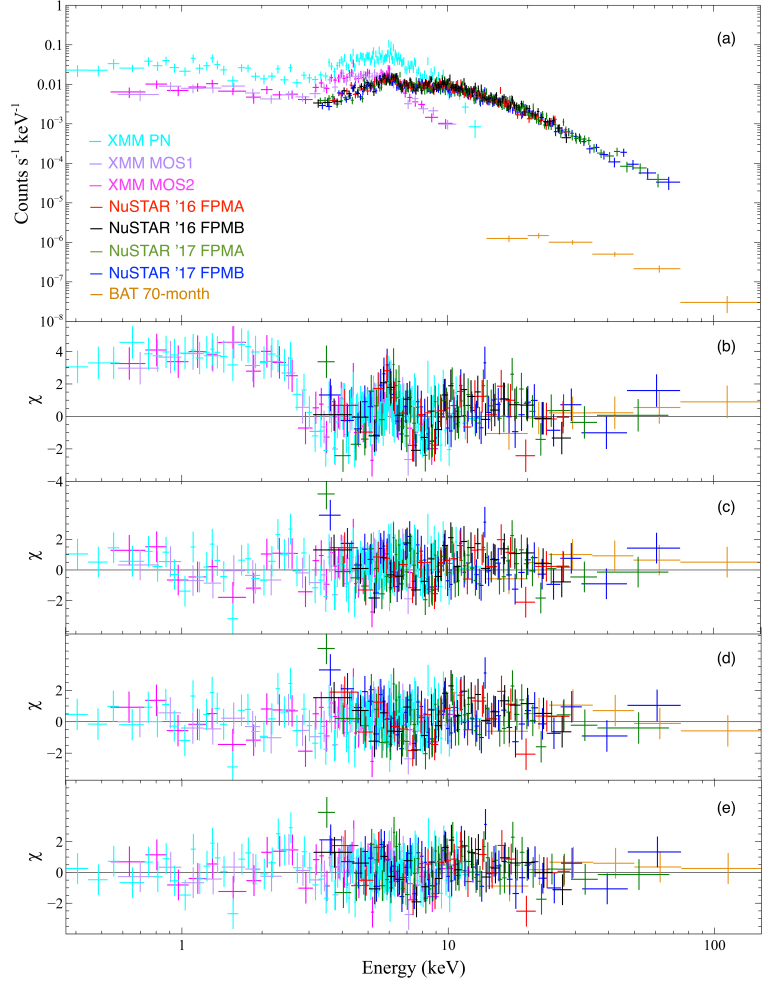 (a)
1
0.1
0.01
10⁻³
10⁻⁴
10⁻⁵
10⁻⁶
10⁻⁷
10⁻⁸
Counts s⁻¹ keV⁻¹
XMM PN
XMM MOS1
XMM MOS2
NuSTAR '16 FPMA
NuSTAR '16 FPMB
NuSTAR '17 FPMA
NuSTAR '17 FPMB
BAT 70-month
(b)
4
2
0
−2
−4
χ
(c)
4
2
0
−2
χ
(d)
2
0
−2
χ
(e)
2
0
−2
χ
1 10 100
Energy (keV)